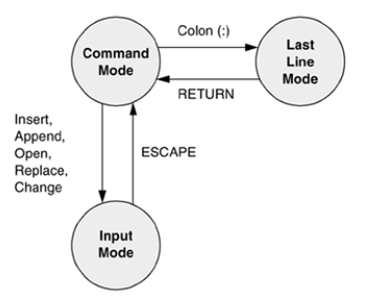 Command
Mode
Colon (:)
Last
Line
Mode
RETURN
Insert,
Append,
Open,
Replace,
Change
ESCAPE
Input
Mode